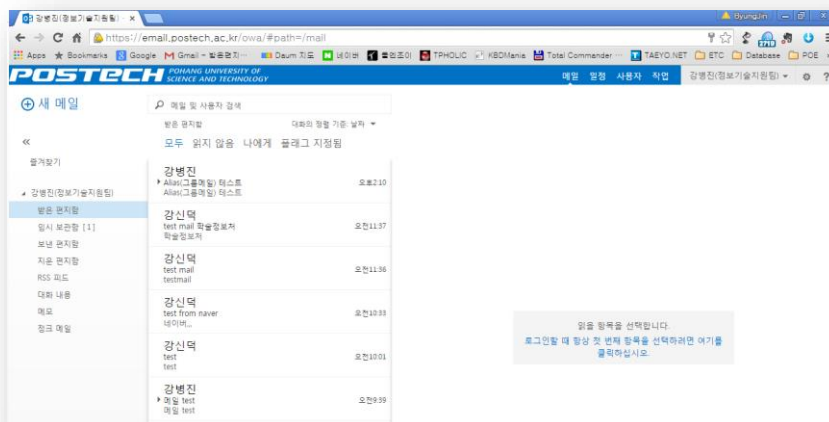 강병진(정보기술지원팀) -
ByungJin
https://email.postech.ac.kr/owa/#path=/mail
Apps Bookmarks Google Gmail - 받은편지 Daum 지도 네이버 TPHOLIC KBDMania Total Commander TAEYO.NET ETC Database POE
POSTECH POHANG UNIVERSITY OF
SCIENCE AND TECHNOLOGY
메일 일정 사용자 작업 강병진(정보기술지원팀) ?
새 메일
메일 및 사용자 검색
받은 편지함 대화의 정렬 기준: 날짜
모두 읽지 않음 나에게 플래그 지정됨
즐겨찾기
강병진(정보기술지원팀)
받은 편지함
임시 보관함 [1]
보낸 편지함
지운 편지함
RSS 피드
대화 내용
메모
정크 메일
강병진
Alias(그룹메일) 테스트 오후2:10
Alias(그룹메일) 테스트
강신덕
test mail 학술정보처 오전11:37
학술정보처
강신덕
test mail 오전11:36
testmail
강신덕
test from naver 오전10:33
네이버,,,
강신덕
test 오전10:01
test
강병진
메일 test 오전9:39
메일 test
읽을 항목을 선택합니다.
로그인할 때 항상 첫 번째 항목을 선택하려면 여기를
클릭하십시오.